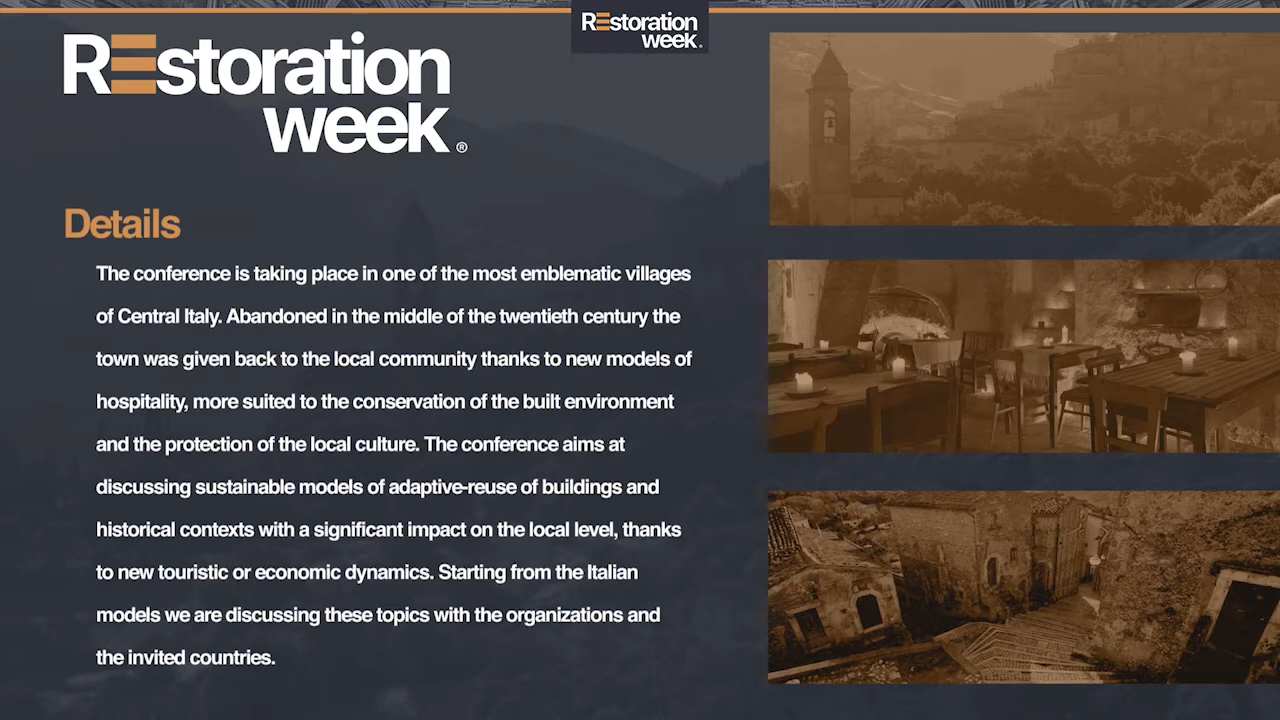 REstoration
week®
REstoration
week®
Details
The conference is taking place in one of the most emblematic villages
of Central Italy. Abandoned in the middle of the twentieth century the
town was given back to the local community thanks to new models of
hospitality, more suited to the conservation of the built environment
and the protection of the local culture. The conference aims at
discussing sustainable models of adaptive-reuse of buildings and
historical contexts with a significant impact on the local level, thanks
to new touristic or economic dynamics. Starting from the Italian
models we are discussing these topics with the organizations and
the invited countries.